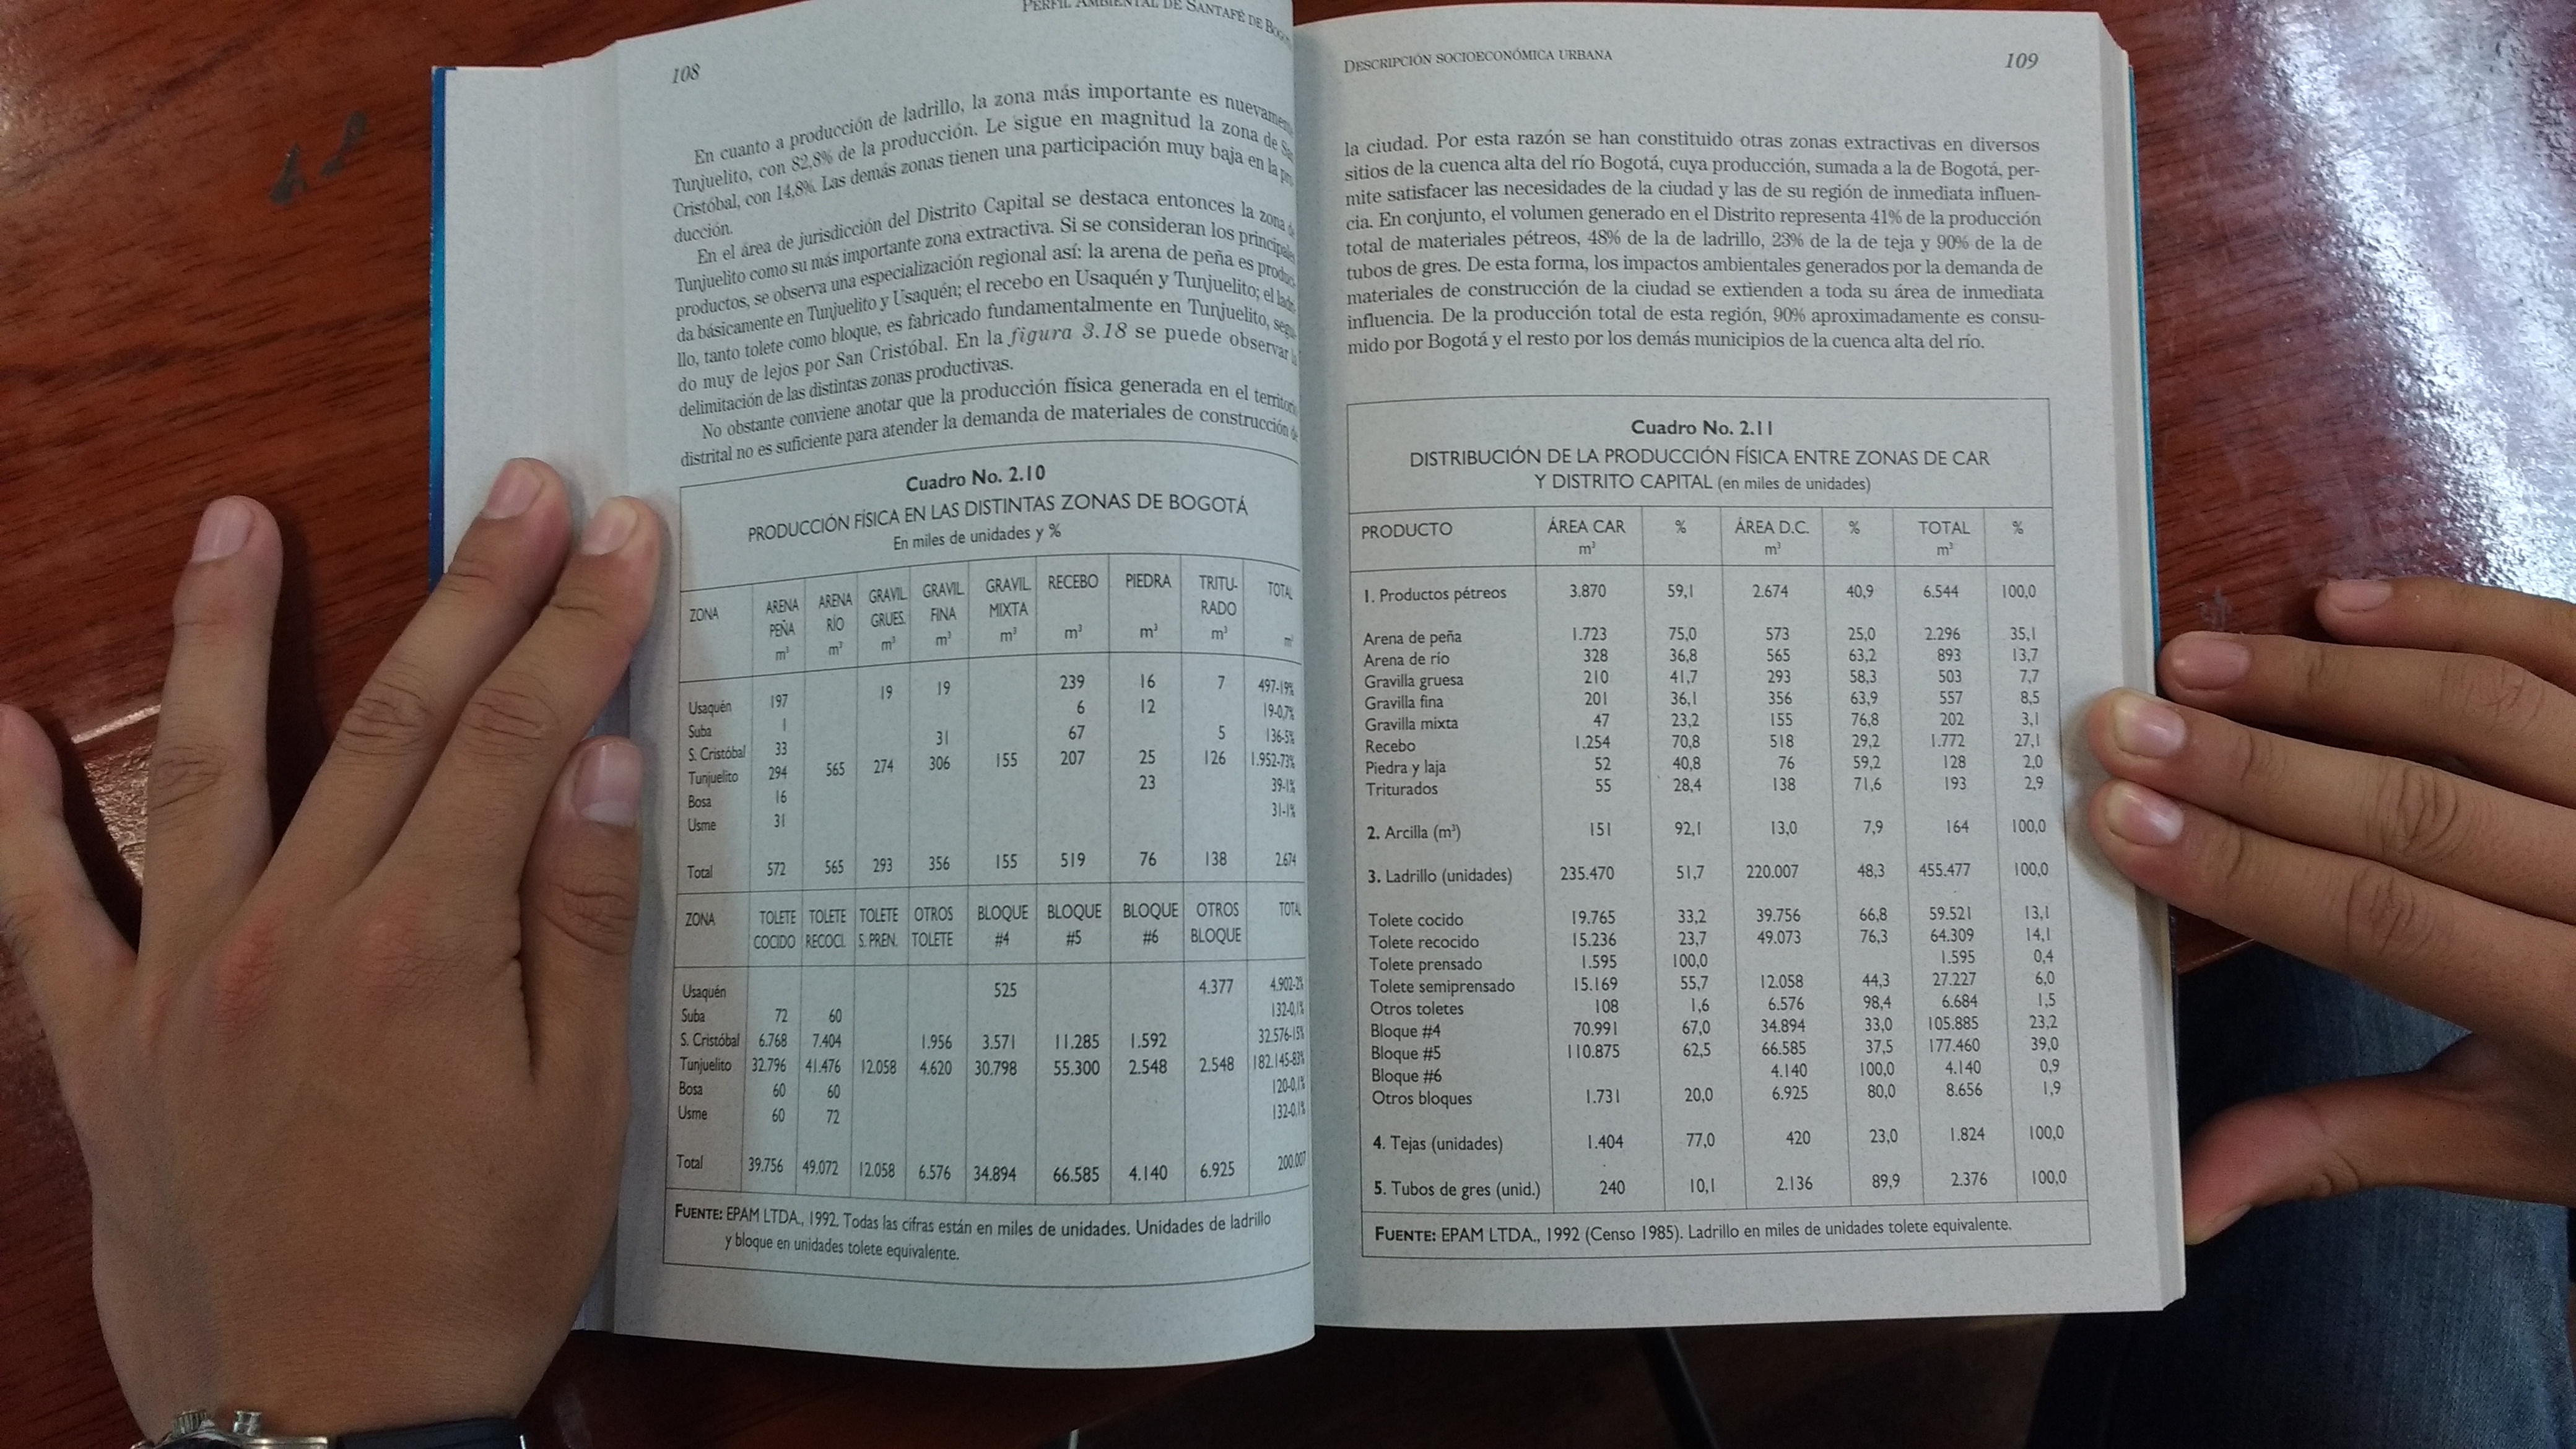 PERFIL AMBIENTAL DE SANTAFÉ DE
108
En cuanto a producción de ladrillo, la zona más importante es
Tunjuelito, con 82,8% de la producción. Le sigue en magnitud la zona de
Cristóbal, con 14,8%. Las demás zonas tienen una participación muy baja en la
ducción.
En el área de jurisdicción del Distrito Capital se destaca entonces la zona
Tunjuelito como su más importante zona extractiva. Si se consideran los principales
productos, se observa una especialización regional así: la arena de peña es
da básicamente en Tunjuelito y Usaquén; el recebo en Usaquén y Tunjuelito; el
llo, tanto tolete como bloque, es fabricado fundamentalmente en Tunjuelito,
do muy de lejos por San Cristóbal. En la figura 3.18 se puede observar
delimitación de las distintas zonas productivas.
No obstante conviene anotar que la producción física generada en el
distrital no es suficiente para atender la demanda de materiales de construcción
Cuadro No. 2.10
PRODUCCIÓN FÍSICA EN LAS DISTINTAS ZONAS DE BOGOTÁ
En miles de unidades y %
ZONA ARENA PEÑA m³ ARENA RÍO m³ GRAVIL. GRUES. m³ GRAVIL. FINA m³ GRAVIL. MIXTA m³ RECEBO m³ PIEDRA m³ TRITU-RADO m³ TOTAL m³
Usaquén 197 19 19 239 16 7 497-19%
Suba 1 6 12 19-0,7%
S. Cristóbal 33 31 67 5 136-5%
Tunjuelito 294 565 274 306 155 207 25 126 1.952-73%
Bosa 16 23 39-1%
Usme 31 31-1%
Total 572 565 293 356 155 519 76 138 2.674
ZONA TOLETE COCIDO TOLETE RECOCI. TOLETE S. PREN. OTROS TOLETE BLOQUE #4 BLOQUE #5 BLOQUE #6 OTROS BLOQUE TOTAL
Usaquén 525 4.377 4.902-2%
Suba 72 60 132-0,1%
S. Cristóbal 6.768 7.404 1.956 3.571 11.285 1.592 32.576-15%
Tunjuelito 32.796 41.476 12.058 4.620 30.798 55.300 2.548 2.548 182.145-83%
Bosa 60 60 120-0,1%
Usme 60 72 132-0,1%
Total 39.756 49.072 12.058 6.576 34.894 66.585 4.140 6.925 200.007
FUENTE: EPAM LTDA., 1992. Todas las cifras están en miles de unidades. Unidades de ladrillo
y bloque en unidades tolete equivalente.
DESCRIPCIÓN SOCIOECONÓMICA URBANA 109
la ciudad. Por esta razón se han constituido otras zonas extractivas en diversos
sitios de la cuenca alta del río Bogotá, cuya producción, sumada a la de Bogotá, per-
mite satisfacer las necesidades de la ciudad y las de su región de inmediata influen-
cia. En conjunto, el volumen generado en el Distrito representa 41% de la producción
total de materiales pétreos, 48% de la de ladrillo, 23% de la de teja y 90% de la de
tubos de gres. De esta forma, los impactos ambientales generados por la demanda de
materiales de construcción de la ciudad se extienden a toda su área de inmediata
influencia. De la producción total de esta región, 90% aproximadamente es consu-
mido por Bogotá y el resto por los demás municipios de la cuenca alta del río.
Cuadro No. 2.11
DISTRIBUCIÓN DE LA PRODUCCIÓN FÍSICA ENTRE ZONAS DE CAR
Y DISTRITO CAPITAL (en miles de unidades)
PRODUCTO ÁREA CAR m³ % ÁREA D.C. m³ % TOTAL m³ %
1. Productos pétreos 3.870 59,1 2.674 40,9 6.544 100,0
Arena de peña 1.723 75,0 573 25,0 2.296 35,1
Arena de río 328 36,8 565 63,2 893 13,7
Gravilla gruesa 210 41,7 293 58,3 503 7,7
Gravilla fina 201 36,1 356 63,9 557 8,5
Gravilla mixta 47 23,2 155 76,8 202 3,1
Recebo 1.254 70,8 518 29,2 1.772 27,1
Piedra y laja 52 40,8 76 59,2 128 2,0
Triturados 55 28,4 138 71,6 193 2,9
2. Arcilla (m³) 151 92,1 13,0 7,9 164 100,0
3. Ladrillo (unidades) 235.470 51,7 220.007 48,3 455.477 100,0
Tolete cocido 19.765 33,2 39.756 66,8 59.521 13,1
Tolete recocido 15.236 23,7 49.073 76,3 64.309 14,1
Tolete prensado 1.595 100,0 1.595 0,4
Tolete semiprensado 15.169 55,7 12.058 44,3 27.227 6,0
Otros toletes 108 1,6 6.576 98,4 6.684 1,5
Bloque #4 70.991 67,0 34.894 33,0 105.885 23,2
Bloque #5 110.875 62,5 66.585 37,5 177.460 39,0
Bloque #6 4.140 100,0 4.140 0,9
Otros bloques 1.731 20,0 6.925 80,0 8.656 1,9
4. Tejas (unidades) 1.404 77,0 420 23,0 1.824 100,0
5. Tubos de gres (unid.) 240 10,1 2.136 89,9 2.376 100,0
FUENTE: EPAM LTDA., 1992 (Censo 1985). Ladrillo en miles de unidades tolete equivalente.